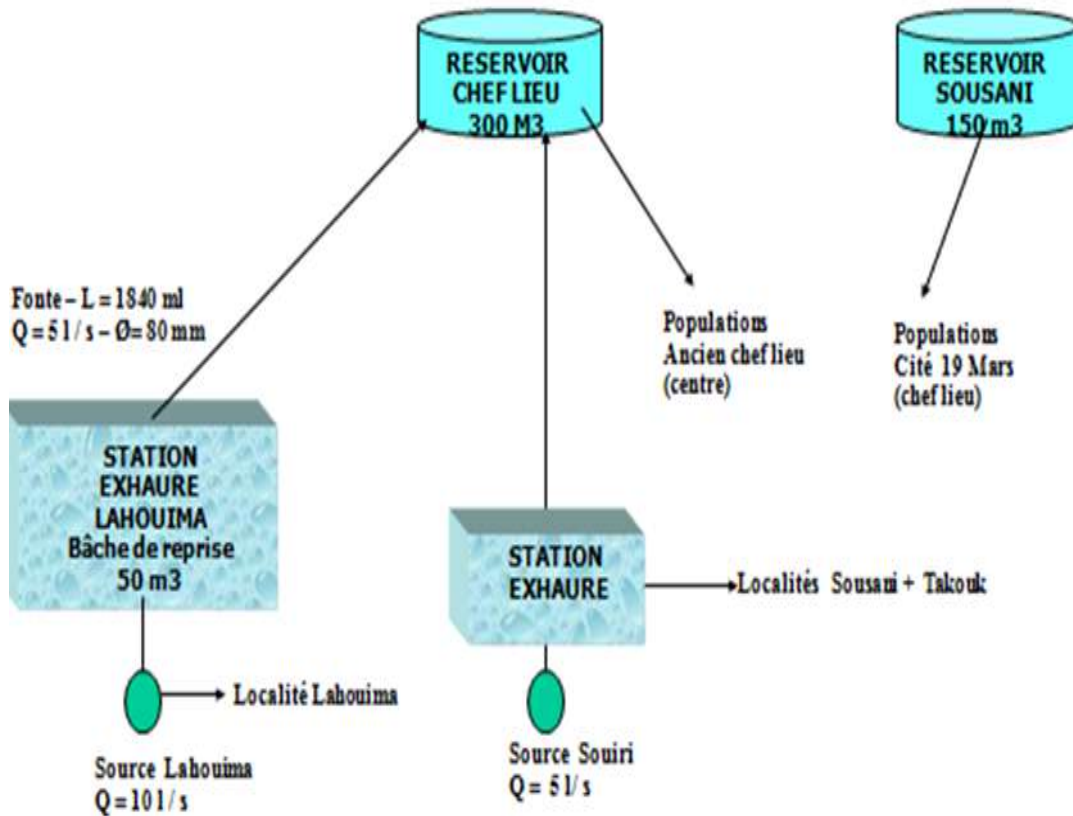 RESERVOIR
CHEF LIEU
300 M3
RESERVOIR
SOUSANI
150 m3
Fonte – L = 1840 ml
Q = 5 l / s – Ø= 80 mm
Populations
Ancien chef lieu
(centre)
Populations
Cité 19 Mars
(chef lieu)
STATION
EXHAURE
LAHOUIMA
Bâche de reprise
50 m3
STATION
EXHAURE
Localités Sousani + Takouk
Localité Lahouima
Source Lahouima
Q = 10 l / s
Source Souiri
Q = 5 l/ s